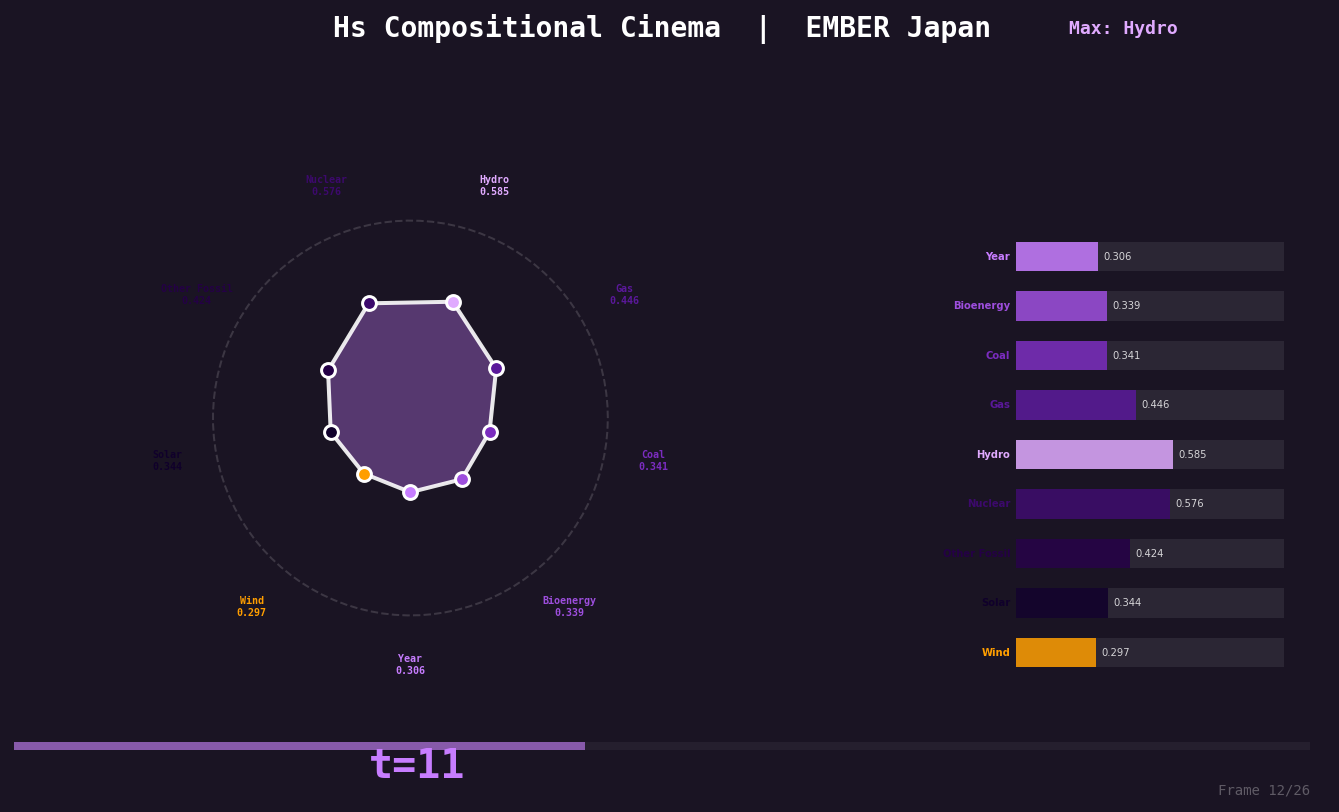 Hs Compositional Cinema | EMBER Japan
Max: Hydro
Nuclear
0.576
Hydro
0.585
Other Fossil
0.424
Gas
0.446
Solar
0.344
Coal
0.341
Wind
0.297
Bioenergy
0.339
Year
0.306
Year 0.306
Bioenergy 0.339
Coal 0.341
Gas 0.446
Hydro 0.585
Nuclear 0.576
Other Fossil 0.424
Solar 0.344
Wind 0.297
t=11
Frame 12/26